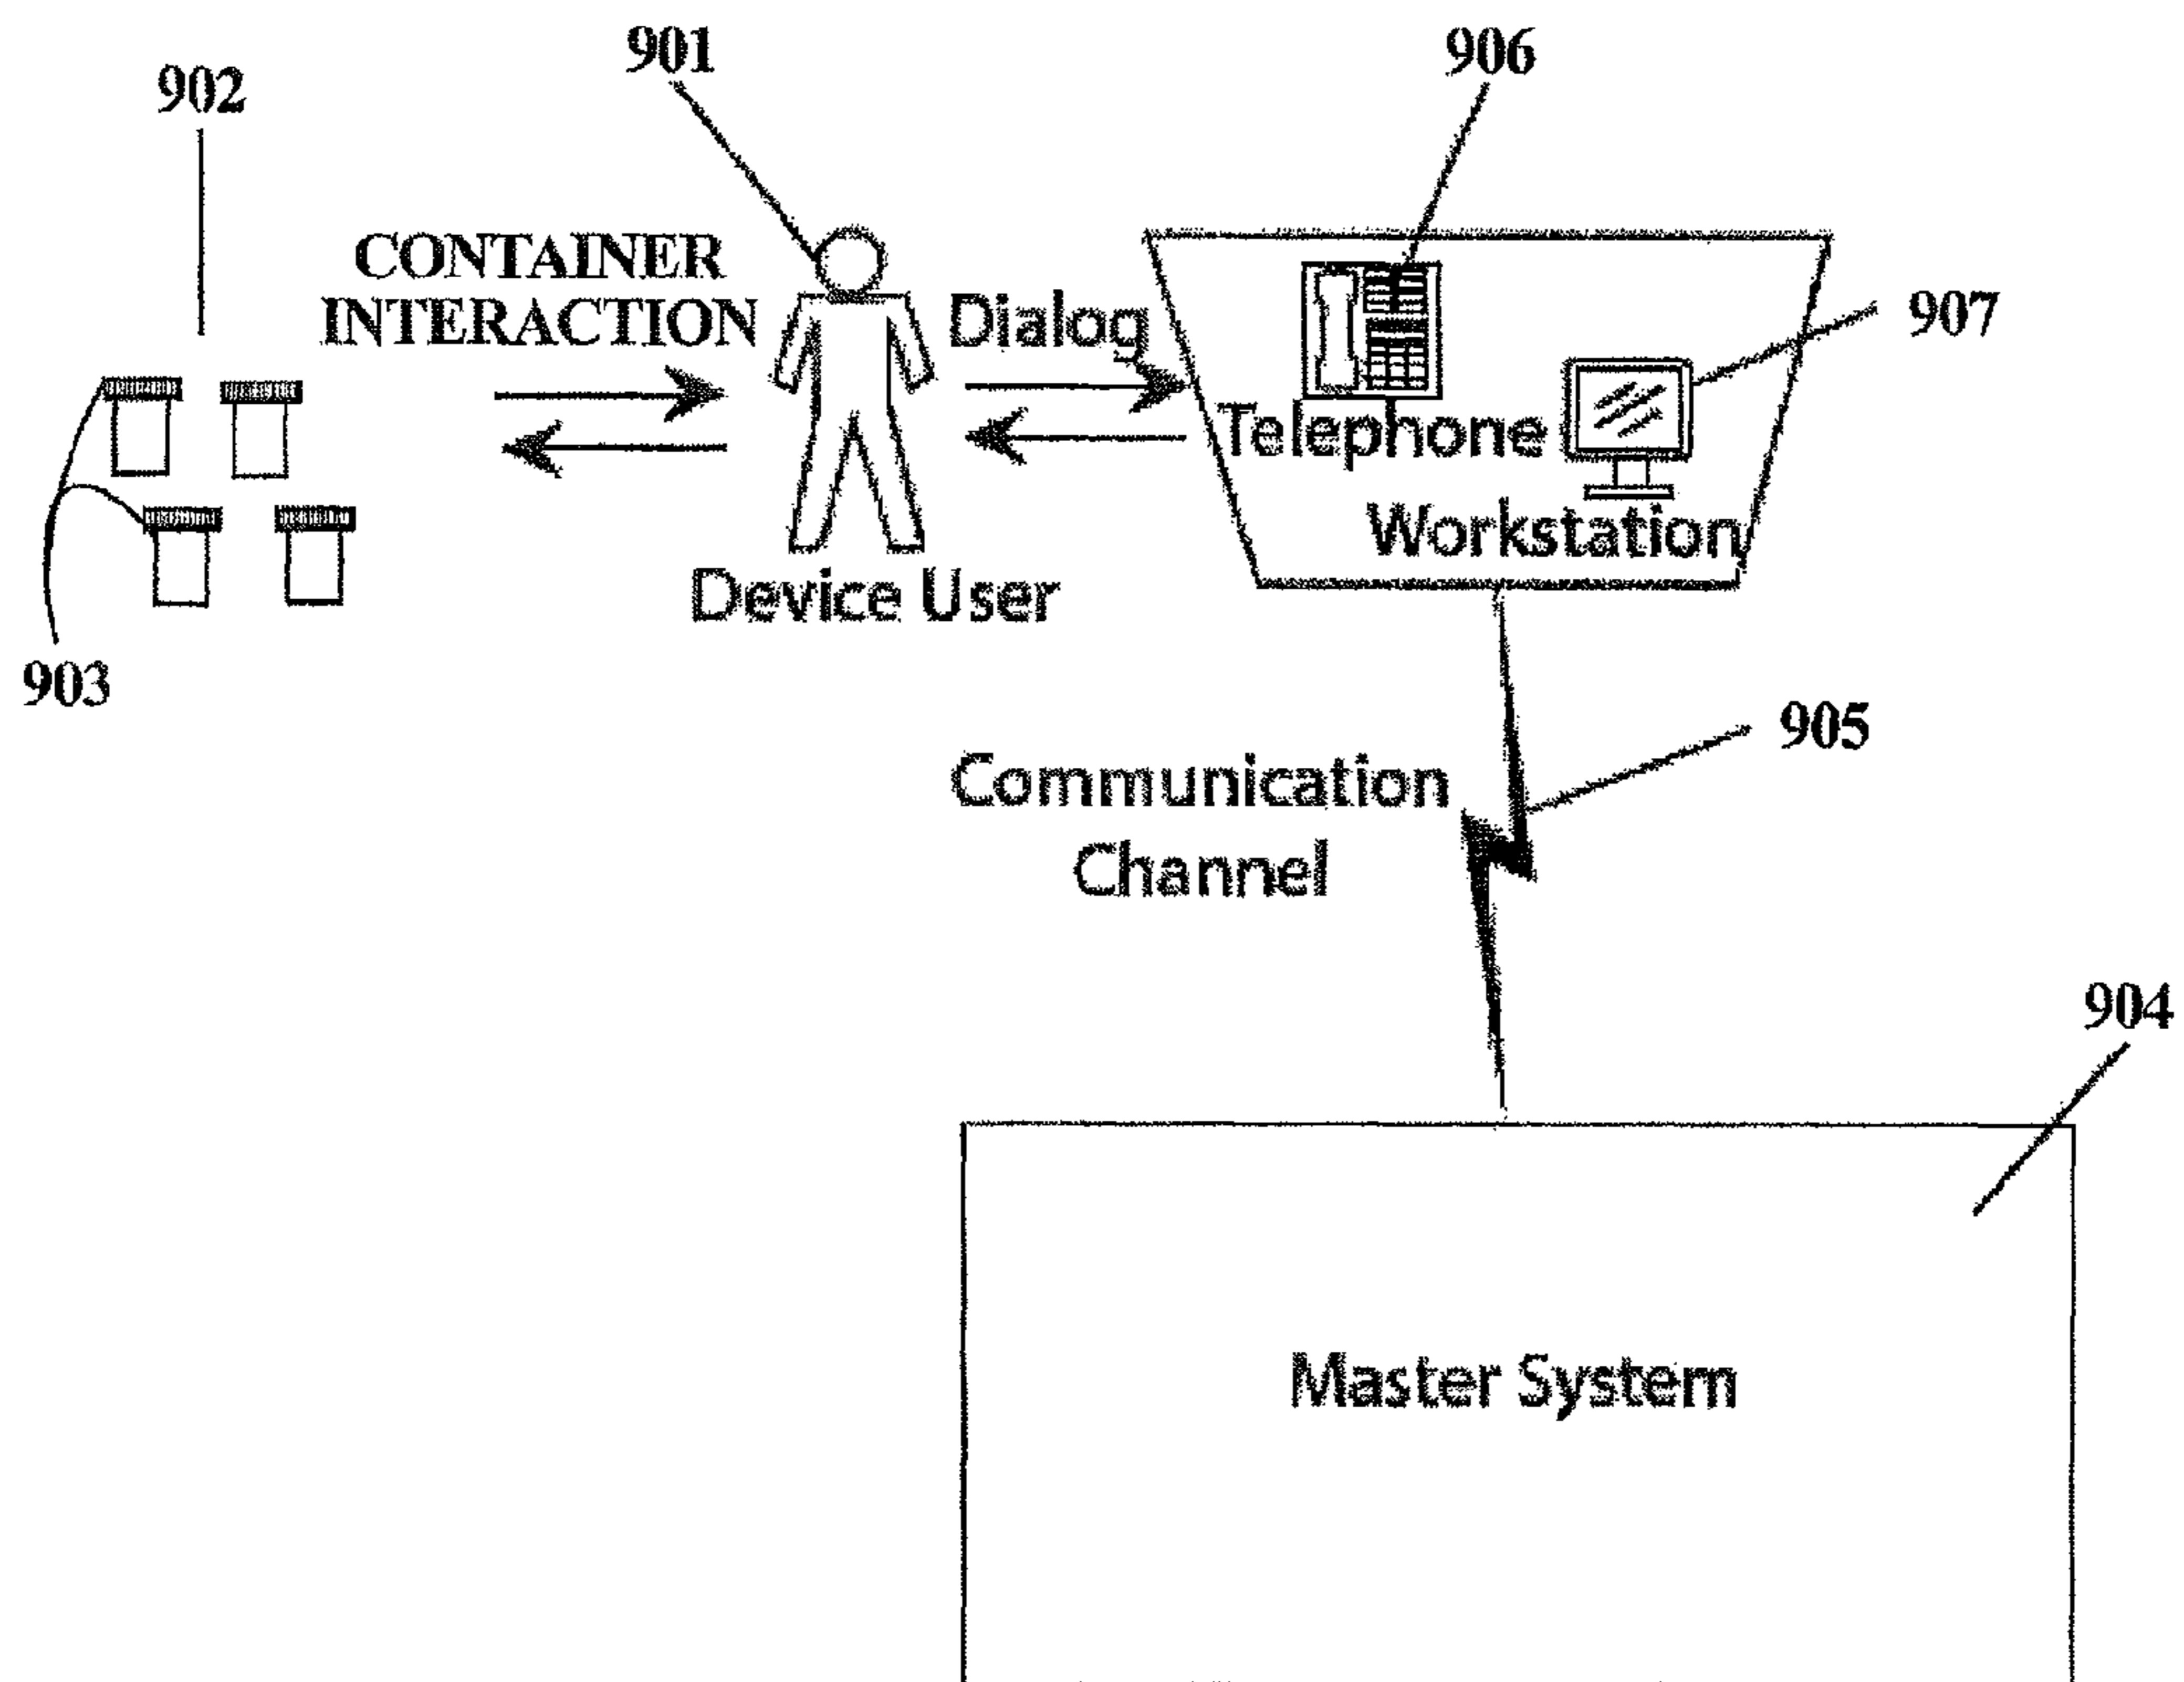 901
906
902
CONTAINER
INTERACTION
Dialog
907
Telephone
Workstation
Device User
903
905
Communication
Channel
904
Master System